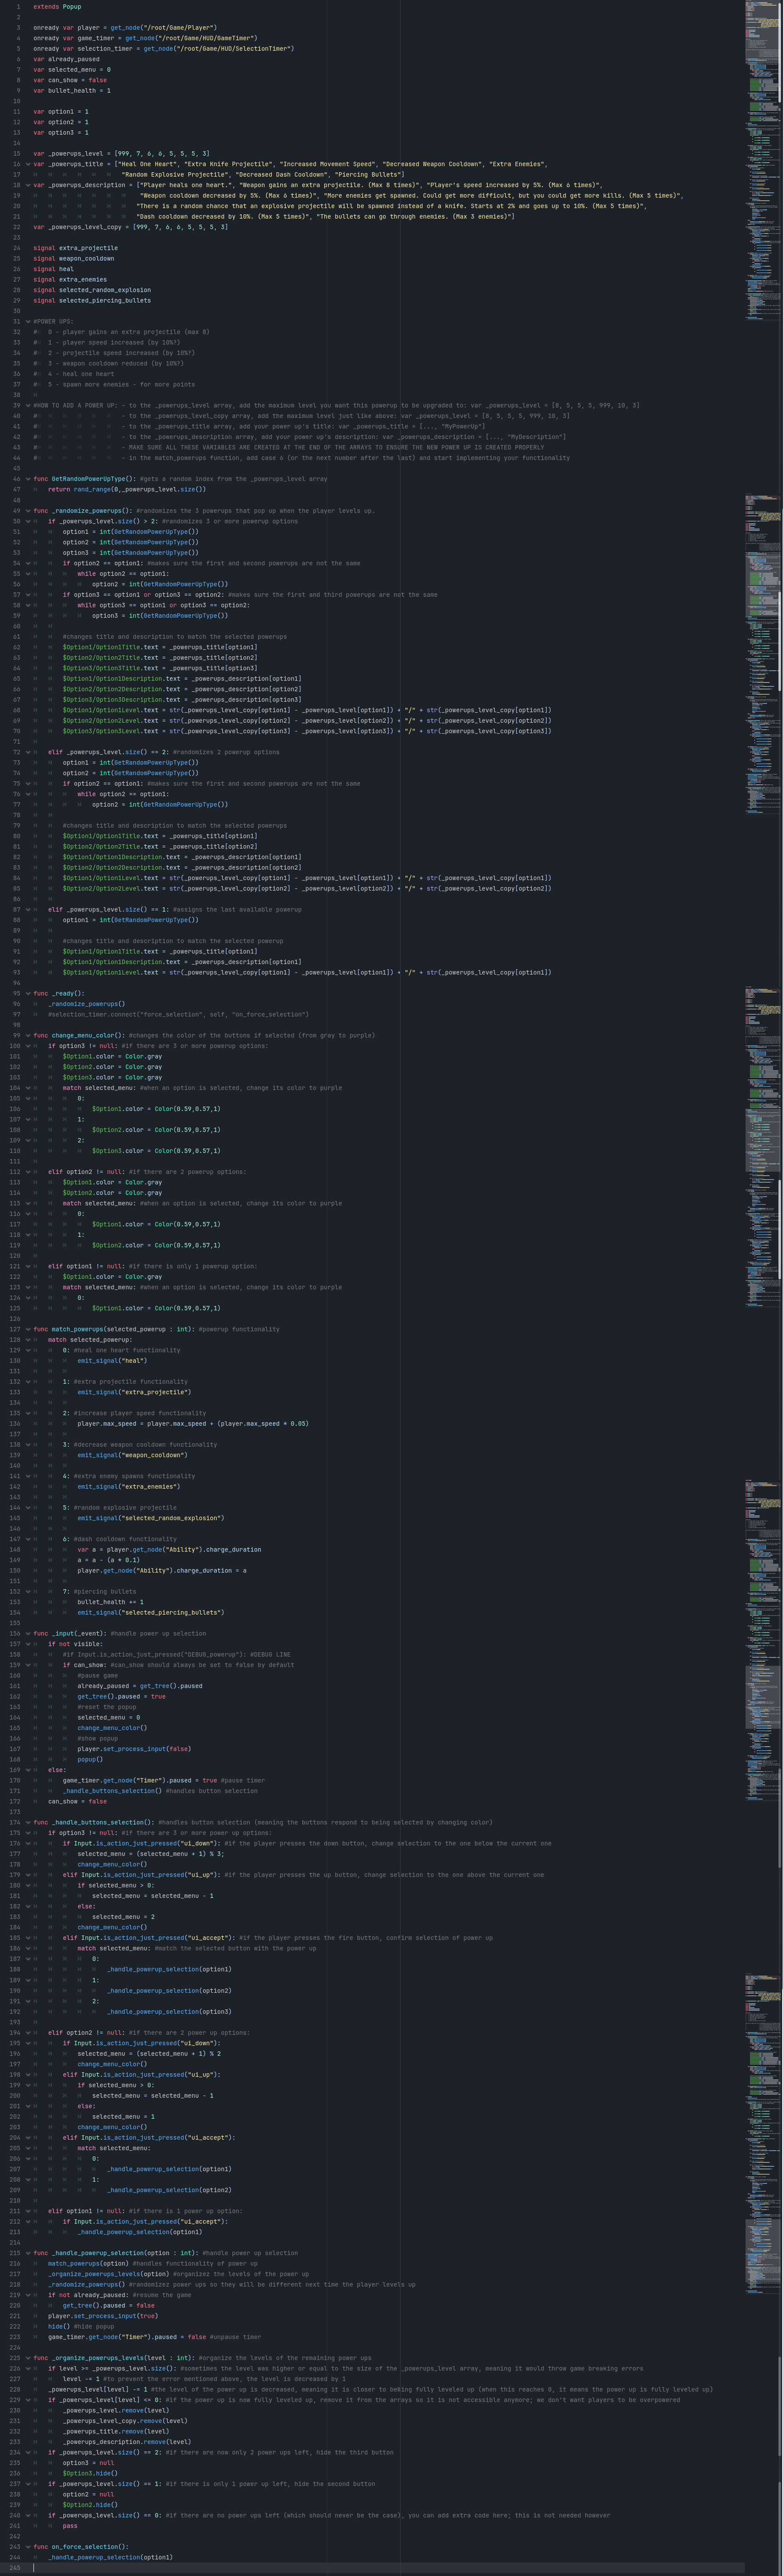 1 extends Popup
2
3 onready var player = get_node("/root/Game/Player")
4 onready var game_timer = get_node("/root/Game/HUD/GameTimer")
5 onready var selection_timer = get_node("/root/Game/HUD/SelectionTimer")
6 var already_paused
7 var selected_menu = 0
8 var can_show = false
9 var bullet_health = 1
10
11 var option1 = 1
12 var option2 = 1
13 var option3 = 1
14
15 var _powerups_level = [999, 7, 6, 6, 5, 5, 5, 3]
16 var _powerups_title = ["Heal One Heart", "Extra Knife Projectile", "Increased Movement Speed", "Decreased Weapon Cooldown", "Extra Enemies",
17 "Random Explosive Projectile", "Decreased Dash Cooldown", "Piercing Bullets"]
18 var _powerups_description = ["Player heals one heart.", "Weapon gains an extra projectile. (Max 8 times)", "Player's speed increased by 5%. (Max 6 times)",
19 "Weapon cooldown decreased by 5%. (Max 6 times)", "More enemies get spawned. Could get more difficult, but you could get more kills. (Max 5 times)",
20 "There is a random chance that an explosive projectile will be spawned instead of a knife. Starts at 2% and goes up to 10%. (Max 5 times)",
21 "Dash cooldown decreased by 10%. (Max 5 times)", "The bullets can go through enemies. (Max 3 enemies)"]
22 var _powerups_level_copy = [999, 7, 6, 6, 5, 5, 5, 3]
23
24 signal extra_projectile
25 signal weapon_cooldown
26 signal heal
27 signal extra_enemies
28 signal selected_random_explosion
29 signal selected_piercing_bullets
30
31 #POWER UPS:
32 # 0 - player gains an extra projectile (max 8)
33 # 1 - player speed increased (by 10%?)
34 # 2 - projectile speed increased (by 10%?)
35 # 3 - weapon cooldown reduced (by 10%?)
36 # 4 - heal one heart
37 # 5 - spawn more enemies - for more points
38
39 #HOW TO ADD A POWER UP: - to the _powerups_level array, add the maximum level you want this powerup to be upgraded to: var _powerups_level = [8, 5, 5, 5, 999, 10, 3]
40 # - to the _powerups_level_copy array, add the maximum level just like above: var _powerups_level = [8, 5, 5, 5, 999, 10, 3]
41 # - to the _powerups_title array, add your power up's title: var _powerups_title = [..., "MyPowerUp"]
42 # - to the _powerups_description array, add your power up's description: var _powerups_description = [..., "MyDescription"]
43 # - MAKE SURE ALL THESE VARIABLES ARE CREATED AT THE END OF THE ARRAYS TO ENSURE THE NEW POWER UP IS CREATED PROPERLY
44 # - in the match_powerups function, add case 6 (or the next number after the last) and start implementing your functionality
45
46 func GetRandomPowerUpType(): #gets a random index from the _powerups_level array
47 return rand_range(0,_powerups_level.size())
48
49 func _randomize_powerups(): #randomizes the 3 powerups that pop up when the player levels up.
50 if _powerups_level.size() > 2: #randomizes 3 or more powerup options
51 option1 = int(GetRandomPowerUpType())
52 option2 = int(GetRandomPowerUpType())
53 option3 = int(GetRandomPowerUpType())
54 if option2 == option1: #makes sure the first and second powerups are not the same
55 while option2 == option1:
56 option2 = int(GetRandomPowerUpType())
57 if option3 == option1 or option3 == option2: #makes sure the first and third powerups are not the same
58 while option3 == option1 or option3 == option2:
59 option3 = int(GetRandomPowerUpType())
60
61 #changes title and description to match the selected powerups
62 $Option1/Option1Title.text = _powerups_title[option1]
63 $Option2/Option2Title.text = _powerups_title[option2]
64 $Option3/Option3Title.text = _powerups_title[option3]
65 $Option1/Option1Description.text = _powerups_description[option1]
66 $Option2/Option2Description.text = _powerups_description[option2]
67 $Option3/Option3Description.text = _powerups_description[option3]
68 $Option1/Option1Level.text = str(_powerups_level_copy[option1] - _powerups_level[option1]) + "/" + str(_powerups_level_copy[option1])
69 $Option2/Option2Level.text = str(_powerups_level_copy[option2] - _powerups_level[option2]) + "/" + str(_powerups_level_copy[option2])
70 $Option3/Option3Level.text = str(_powerups_level_copy[option3] - _powerups_level[option3]) + "/" + str(_powerups_level_copy[option3])
71
72 elif _powerups_level.size() == 2: #randomizes 2 powerup options
73 option1 = int(GetRandomPowerUpType())
74 option2 = int(GetRandomPowerUpType())
75 if option2 == option1: #makes sure the first and second powerups are not the same
76 while option2 == option1:
77 option2 = int(GetRandomPowerUpType())
78
79 #changes title and description to match the selected powerups
80 $Option1/Option1Title.text = _powerups_title[option1]
81 $Option2/Option2Title.text = _powerups_title[option2]
82 $Option1/Option1Description.text = _powerups_description[option1]
83 $Option2/Option2Description.text = _powerups_description[option2]
84 $Option1/Option1Level.text = str(_powerups_level_copy[option1] - _powerups_level[option1]) + "/" + str(_powerups_level_copy[option1])
85 $Option2/Option2Level.text = str(_powerups_level_copy[option2] - _powerups_level[option2]) + "/" + str(_powerups_level_copy[option2])
86
87 elif _powerups_level.size() == 1: #assigns the last available powerup
88 option1 = int(GetRandomPowerUpType())
89
90 #changes title and description to match the selected powerup
91 $Option1/Option1Title.text = _powerups_title[option1]
92 $Option1/Option1Description.text = _powerups_description[option1]
93 $Option1/Option1Level.text = str(_powerups_level_copy[option1] - _powerups_level[option1]) + "/" + str(_powerups_level_copy[option1])
94
95 func _ready():
96 _randomize_powerups()
97 #selection_timer.connect("force_selection", self, "on_force_selection")
98
99 func change_menu_color(): #changes the color of the buttons if selected (from gray to purple)
100 if option3 != null: #if there are 3 or more powerup options:
101 $Option1.color = Color.gray
102 $Option2.color = Color.gray
103 $Option3.color = Color.gray
104 match selected_menu: #when an option is selected, change its color to purple
105 0:
106 $Option1.color = Color(0.59,0.57,1)
107 1:
108 $Option2.color = Color(0.59,0.57,1)
109 2:
110 $Option3.color = Color(0.59,0.57,1)
111
112 elif option2 != null: #if there are 2 powerup options:
113 $Option1.color = Color.gray
114 $Option2.color = Color.gray
115 match selected_menu: #when an option is selected, change its color to purple
116 0:
117 $Option1.color = Color(0.59,0.57,1)
118 1:
119 $Option2.color = Color(0.59,0.57,1)
120
121 elif option1 != null: #if there is only 1 powerup option:
122 $Option1.color = Color.gray
123 match selected_menu: #when an option is selected, change its color to purple
124 0:
125 $Option1.color = Color(0.59,0.57,1)
126
127 func match_powerups(selected_powerup : int): #powerup functionality
128 match selected_powerup:
129 0: #heal one heart functionality
130 emit_signal("heal")
131
132 1: #extra projectile functionality
133 emit_signal("extra_projectile")
134
135 2: #increase player speed functionality
136 player.max_speed = player.max_speed + (player.max_speed * 0.05)
137
138 3: #decrease weapon cooldown functionality
139 emit_signal("weapon_cooldown")
140
141 4: #extra enemy spawns functionality
142 emit_signal("extra_enemies")
143
144 5: #random explosive projectile
145 emit_signal("selected_random_explosion")
146
147 6: #dash cooldown functionality
148 var a = player.get_node("Ability").charge_duration
149 a = a - (a * 0.1)
150 player.get_node("Ability").charge_duration = a
151
152 7: #piercing bullets
153 bullet_health += 1
154 emit_signal("selected_piercing_bullets")
155
156 func _input(_event): #handle power up selection
157 if not visible:
158 #if Input.is_action_just_pressed("DEBUG_powerup"): #DEBUG LINE
159 if can_show: #can_show should always be set to false by default
160 #pause game
161 already_paused = get_tree().paused
162 get_tree().paused = true
163 #reset the popup
164 selected_menu = 0
165 change_menu_color()
166 #show popup
167 player.set_process_input(false)
168 popup()
169 else:
170 game_timer.get_node("Timer").paused = true #pause timer
171 _handle_buttons_selection() #handles button selection
172 can_show = false
173
174 func _handle_buttons_selection(): #handles button selection (meaning the buttons respond to being selected by changing color)
175 if option3 != null: #if there are 3 or more power up options:
176 if Input.is_action_just_pressed("ui_down"): #if the player presses the down button, change selection to the one below the current one
177 selected_menu = (selected_menu + 1) % 3;
178 change_menu_color()
179 elif Input.is_action_just_pressed("ui_up"): #if the player presses the up button, change selection to the one above the current one
180 if selected_menu > 0:
181 selected_menu = selected_menu - 1
182 else:
183 selected_menu = 2
184 change_menu_color()
185 elif Input.is_action_just_pressed("ui_accept"): #if the player presses the fire button, confirm selection of power up
186 match selected_menu: #match the selected button with the power up
187 0:
188 _handle_powerup_selection(option1)
189 1:
190 _handle_powerup_selection(option2)
191 2:
192 _handle_powerup_selection(option3)
193
194 elif option2 != null: #if there are 2 power up options:
195 if Input.is_action_just_pressed("ui_down"):
196 selected_menu = (selected_menu + 1) % 2
197 change_menu_color()
198 elif Input.is_action_just_pressed("ui_up"):
199 if selected_menu > 0:
200 selected_menu = selected_menu - 1
201 else:
202 selected_menu = 1
203 change_menu_color()
204 elif Input.is_action_just_pressed("ui_accept"):
205 match selected_menu:
206 0:
207 _handle_powerup_selection(option1)
208 1:
209 _handle_powerup_selection(option2)
210
211 elif option1 != null: #if there is 1 power up option:
212 if Input.is_action_just_pressed("ui_accept"):
213 _handle_powerup_selection(option1)
214
215 func _handle_powerup_selection(option : int): #handle power up selection
216 match_powerups(option) #handles functionality of power up
217 _organize_powerups_levels(option) #organizez the levels of the power up
218 _randomize_powerups() #randomizez power ups so they will be different next time the player levels up
219 if not already_paused: #resume the game
220 get_tree().paused = false
221 player.set_process_input(true)
222 hide() #hide popup
223 game_timer.get_node("Timer").paused = false #unpause timer
224
225 func _organize_powerups_levels(level : int): #organize the levels of the remaining power ups
226 if level >= _powerups_level.size(): #sometimes the level was higher or equal to the size of the _powerups_level array, meaning it would throw game breaking errors
227 level -= 1 #to prevent the error mentioned above, the level is decreased by 1
228 _powerups_level[level] -= 1 #the level of the power up is decreased, meaning it is closer to being fully leveled up (when this reaches 0, it means the power up is fully leveled up)
229 if _powerups_level[level] <= 0: #if the power up is now fully leveled up, remove it from the arrays so it is not accessible anymore; we don't want players to be overpowered
230 _powerups_level.remove(level)
231 _powerups_level_copy.remove(level)
232 _powerups_title.remove(level)
233 _powerups_description.remove(level)
234 if _powerups_level.size() == 2: #if there are now only 2 power ups left, hide the third button
235 option3 = null
236 $Option3.hide()
237 if _powerups_level.size() == 1: #if there is only 1 power up left, hide the second button
238 option2 = null
239 $Option2.hide()
240 if _powerups_level.size() == 0: #if there are no power ups left (which should never be the case), you can add extra code here; this is not needed however
241 pass
242
243 func on_force_selection():
244 _handle_powerup_selection(option1)
245